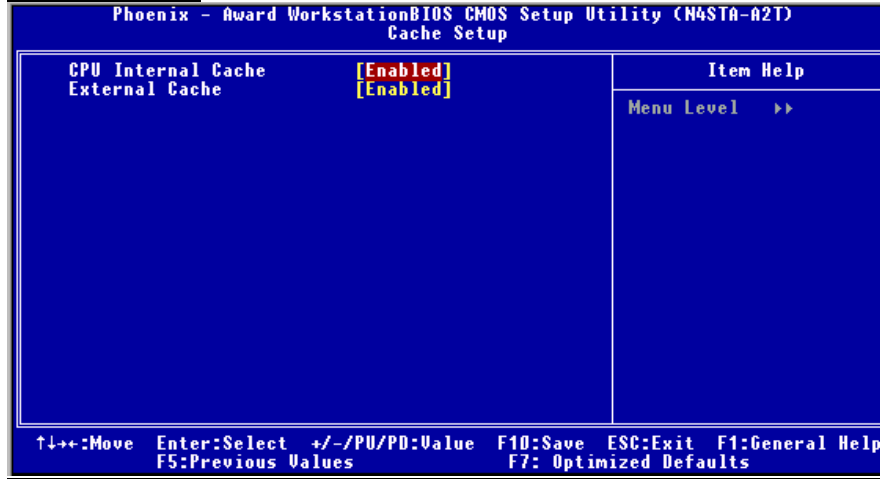 Phoenix - Award WorkstationBIOS CMOS Setup Utility (N4STA-A2T)
Cache Setup
CPU Internal Cache [Enabled]
External Cache [Enabled]
Item Help
Menu Level ▸▸
↑↓→←:Move Enter:Select +/-/PU/PD:Value F10:Save ESC:Exit F1:General Help
F5:Previous Values F7: Optimized Defaults